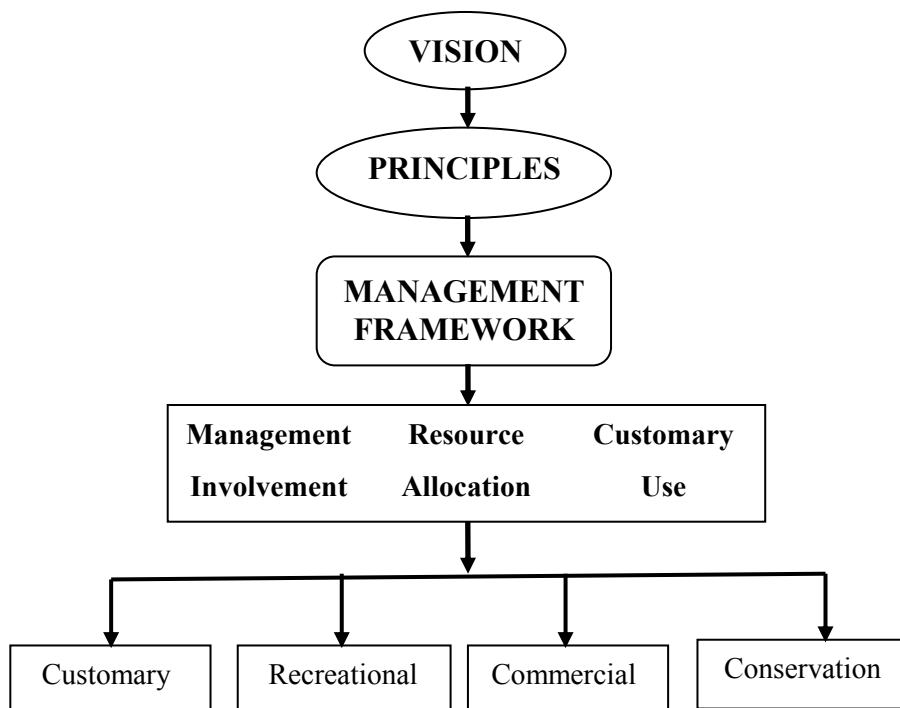 VISION
PRINCIPLES
MANAGEMENT
FRAMEWORK
Management Resource Customary
Involvement Allocation Use
Customary Recreational Commercial Conservation